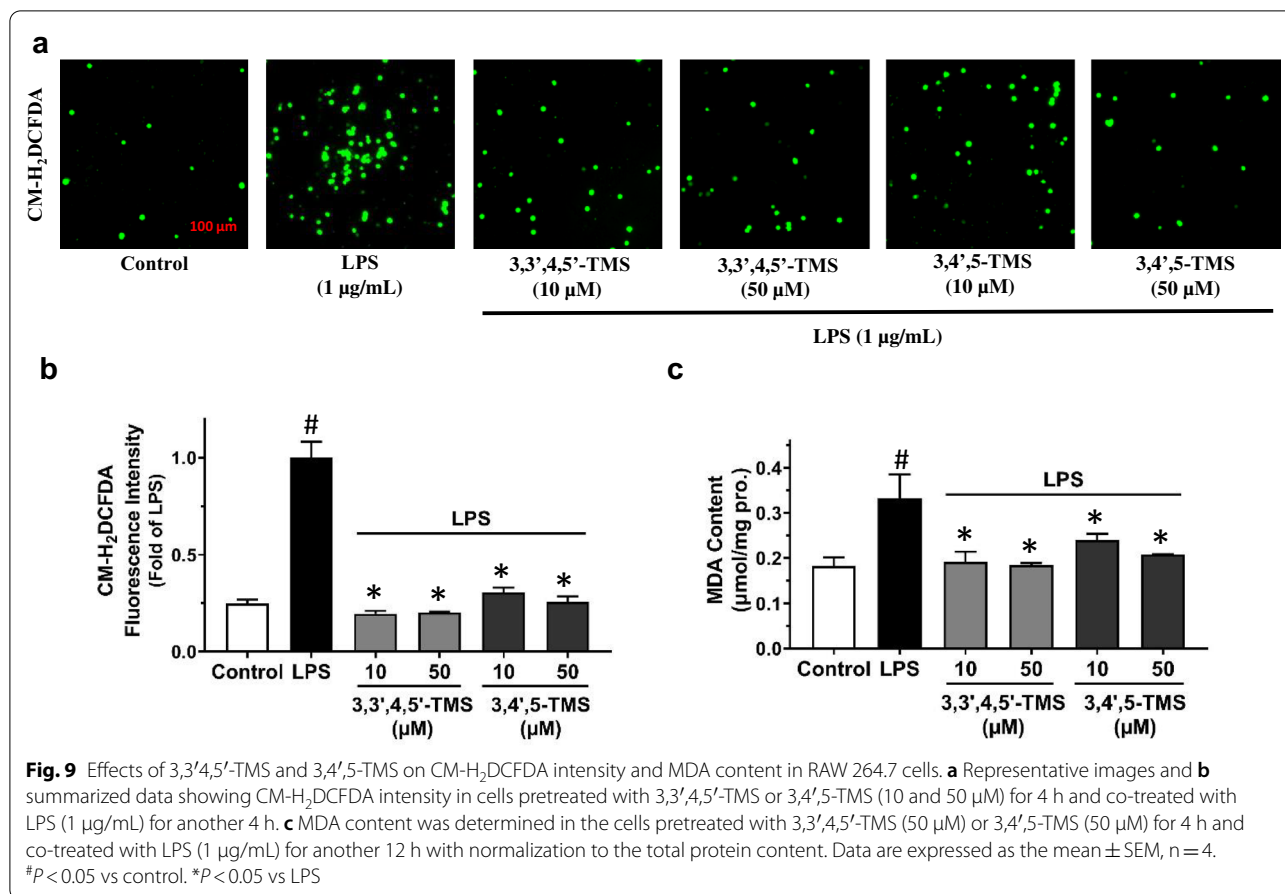 a
CM-H₂DCFDA
100 µm
Control
LPS
(1 µg/mL)
3,3’,4,5’-TMS
(10 µM)
3,3’,4,5’-TMS
(50 µM)
3,4’,5-TMS
(10 µM)
3,4’,5-TMS
(50 µM)
LPS (1 µg/mL)
b
CM-H₂DCFDA
Fluorescence Intensity
(Fold of LPS)
1.0
0.5
0.0
#
LPS
* * * *
Control LPS 10 50 10 50
3,3',4,5'-TMS 3,4',5-TMS
(µM) (µM)
c
MDA Content
(µmol/mg pro.)
0.4
0.3
0.2
0.1
0.0
#
LPS
* * * *
Control LPS 10 50 10 50
3,3',4,5'-TMS 3,4',5-TMS
(µM) (µM)
Fig. 9 Effects of 3,3′4,5′-TMS and 3,4′,5-TMS on CM-H₂DCFDA intensity and MDA content in RAW 264.7 cells. a Representative images and b
summarized data showing CM-H₂DCFDA intensity in cells pretreated with 3,3′,4,5′-TMS or 3,4′,5-TMS (10 and 50 µM) for 4 h and co-treated with
LPS (1 µg/mL) for another 4 h. c MDA content was determined in the cells pretreated with 3,3′,4,5′-TMS (50 µM) or 3,4′,5-TMS (50 µM) for 4 h and
co-treated with LPS (1 µg/mL) for another 12 h with normalization to the total protein content. Data are expressed as the mean ± SEM, n = 4.
#P < 0.05 vs control. *P < 0.05 vs LPS